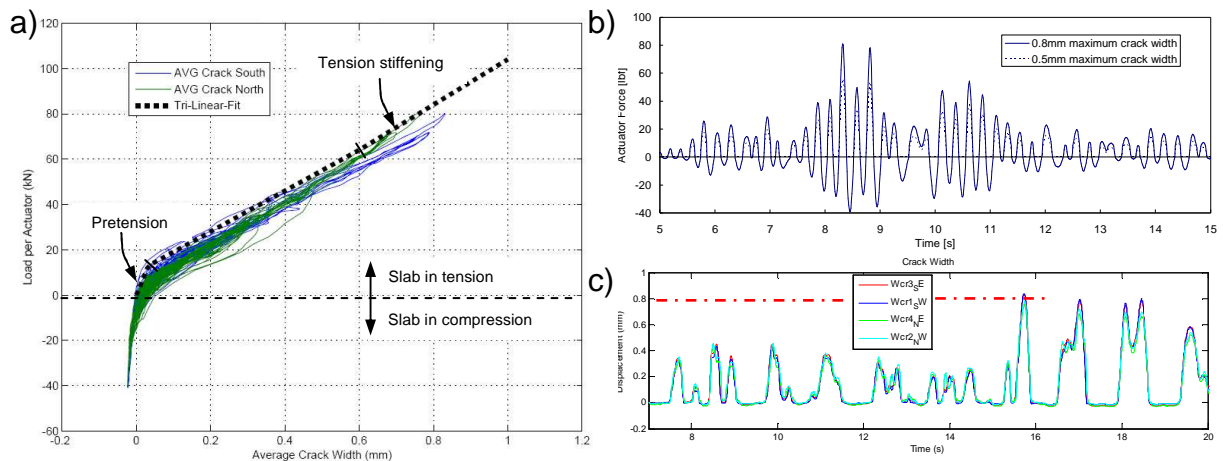 a)
Load per Actuator (kN)
120
100
80
60
40
20
0
-20
-40
-60
-0.2
0
0.2
0.4
0.6
0.8
1
1.2
Average Crack Width (mm)
AVG Crack South
AVG Crack North
Tri-Linear-Fit
Tension stiffening
Pretension
Slab in tension
Slab in compression
b)
Actuator Force [lbf]
100
80
60
40
20
0
-20
-40
5
6
7
8
9
10
11
12
13
14
15
Time [s]
0.8mm maximum crack width
0.5mm maximum crack width
c)
Crack Width
Displacement (mm)
1
0.8
0.6
0.4
0.2
0
-0.2
8
10
12
14
16
18
20
Time (s)
Wcr3SE
Wcr1SW
Wcr4NE
Wcr2NW